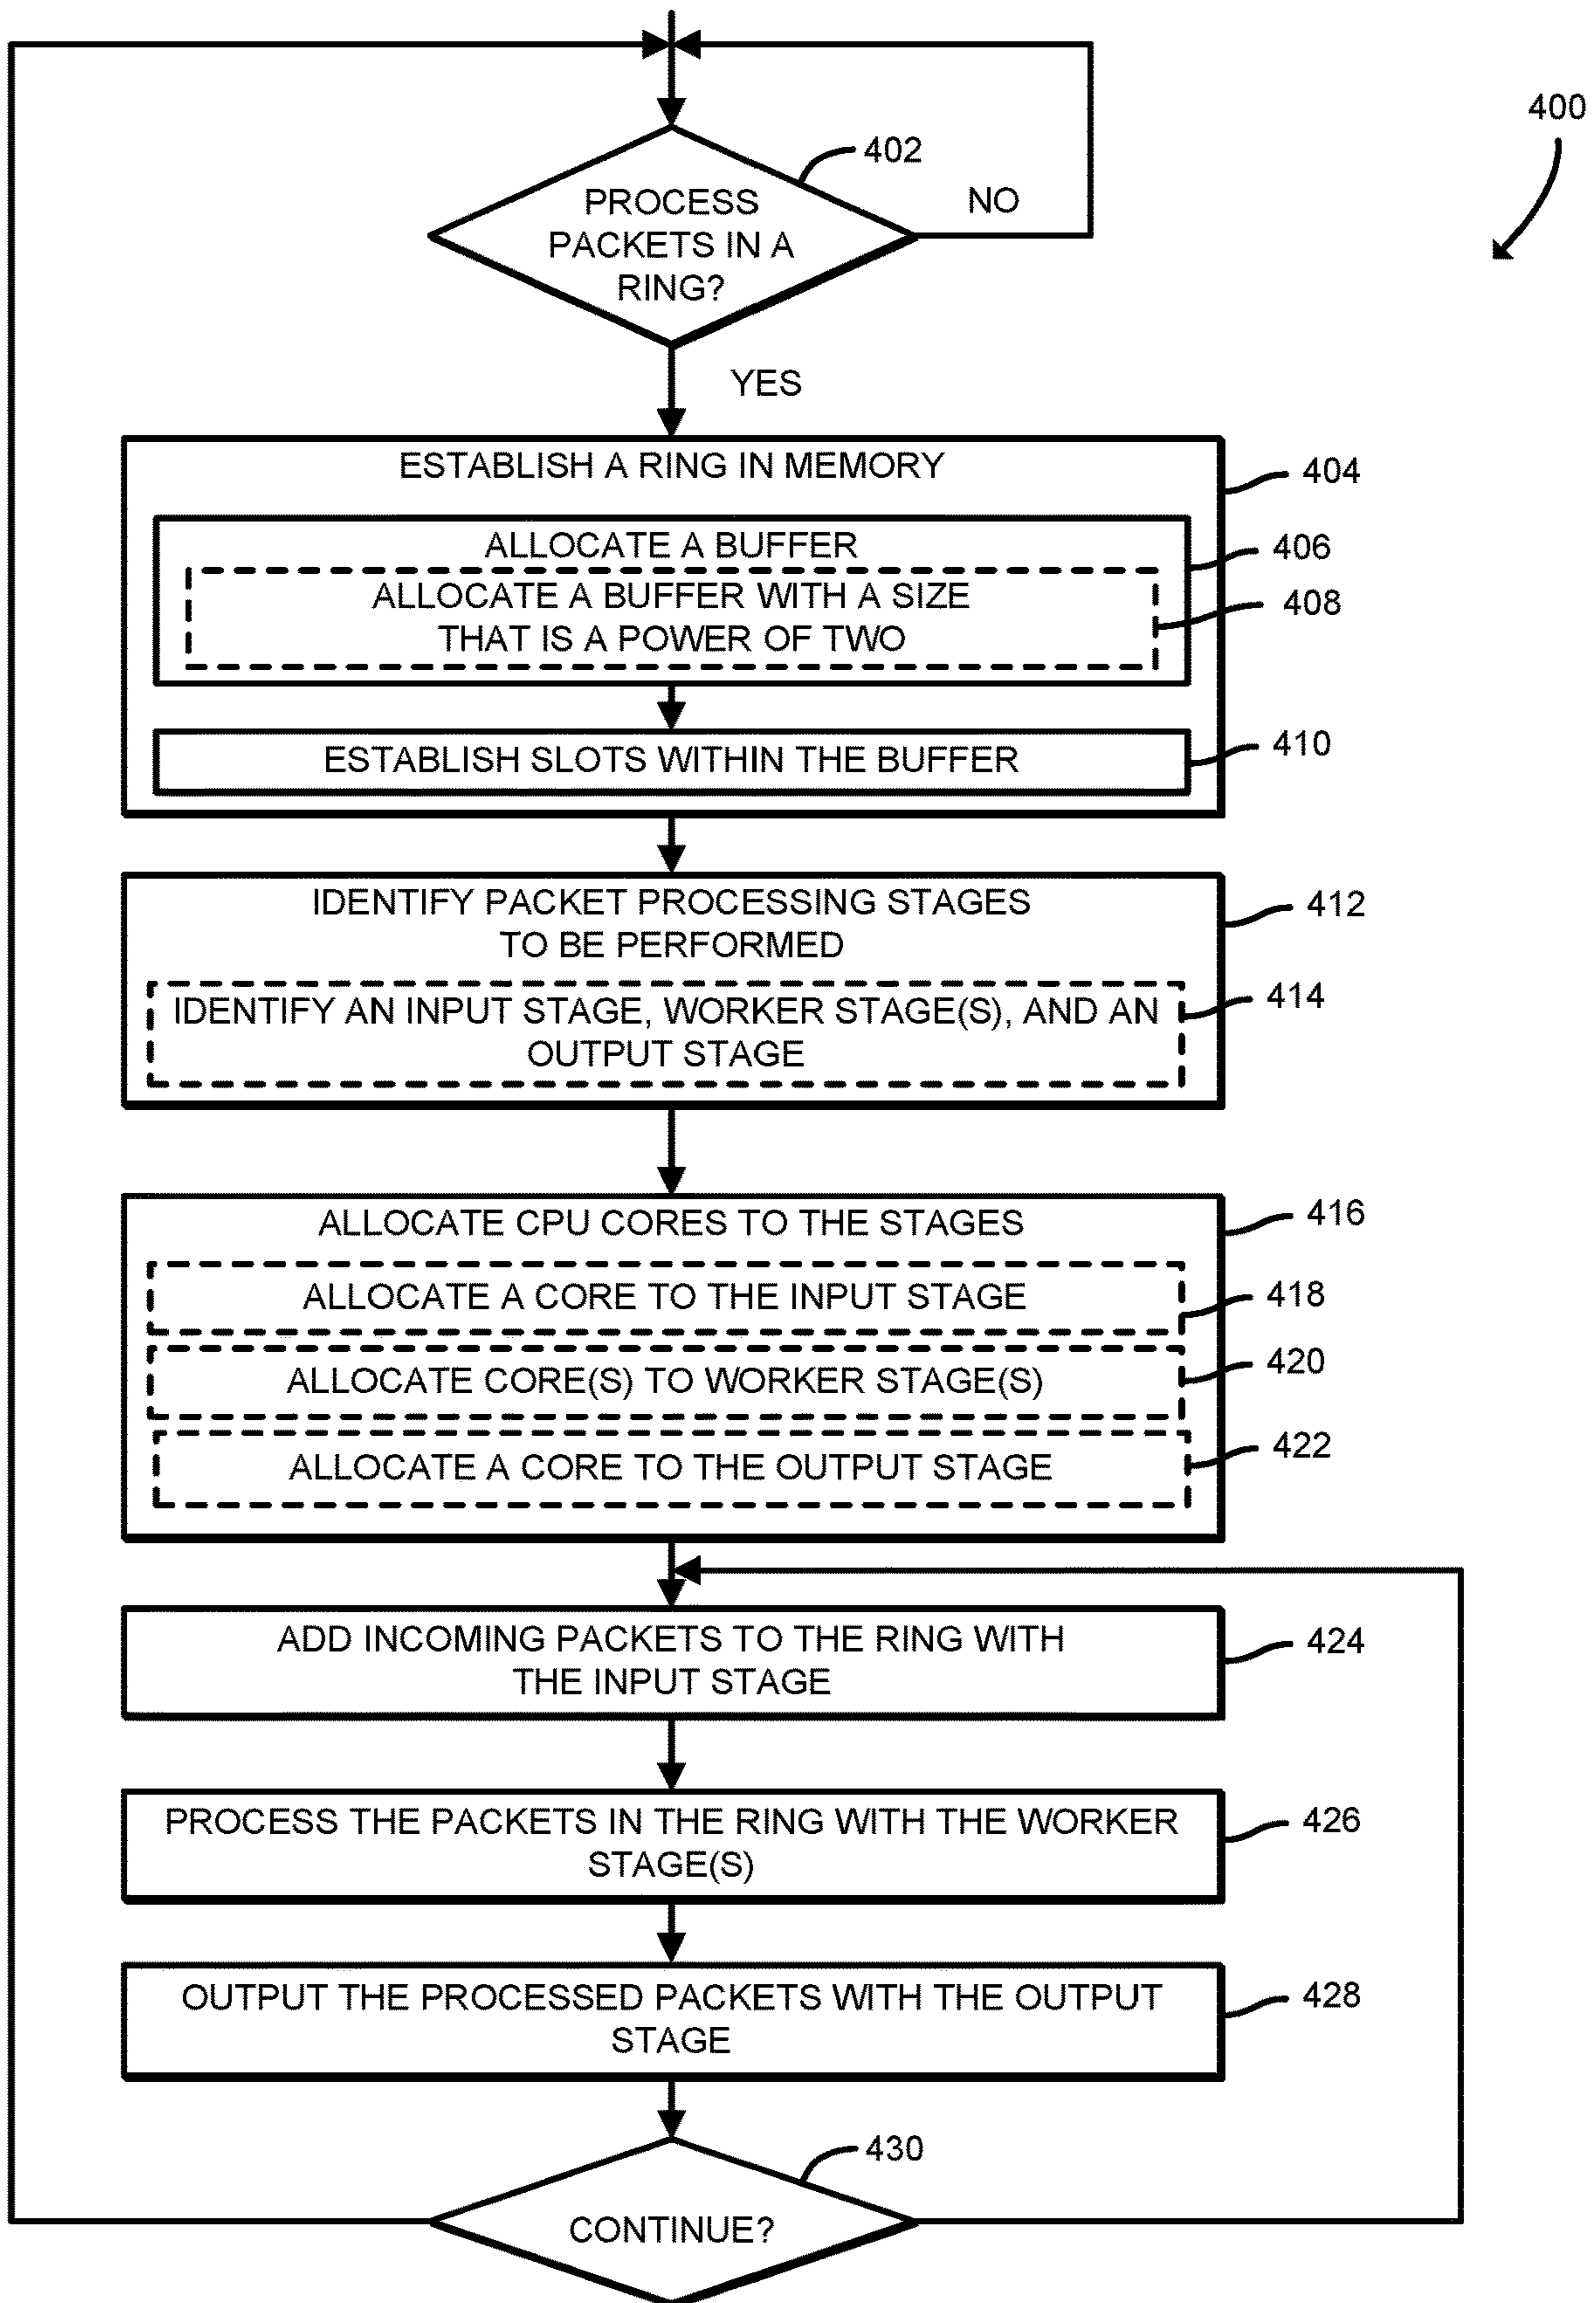 400
402
PROCESS
PACKETS IN A
RING?
NO
YES
ESTABLISH A RING IN MEMORY
404
ALLOCATE A BUFFER
406
ALLOCATE A BUFFER WITH A SIZE
THAT IS A POWER OF TWO
408
ESTABLISH SLOTS WITHIN THE BUFFER
410
IDENTIFY PACKET PROCESSING STAGES
TO BE PERFORMED
412
IDENTIFY AN INPUT STAGE, WORKER STAGE(S), AND AN
OUTPUT STAGE
414
ALLOCATE CPU CORES TO THE STAGES
416
ALLOCATE A CORE TO THE INPUT STAGE
418
ALLOCATE CORE(S) TO WORKER STAGE(S)
420
ALLOCATE A CORE TO THE OUTPUT STAGE
422
ADD INCOMING PACKETS TO THE RING WITH
THE INPUT STAGE
424
PROCESS THE PACKETS IN THE RING WITH THE WORKER
STAGE(S)
426
OUTPUT THE PROCESSED PACKETS WITH THE OUTPUT
STAGE
428
430
CONTINUE?